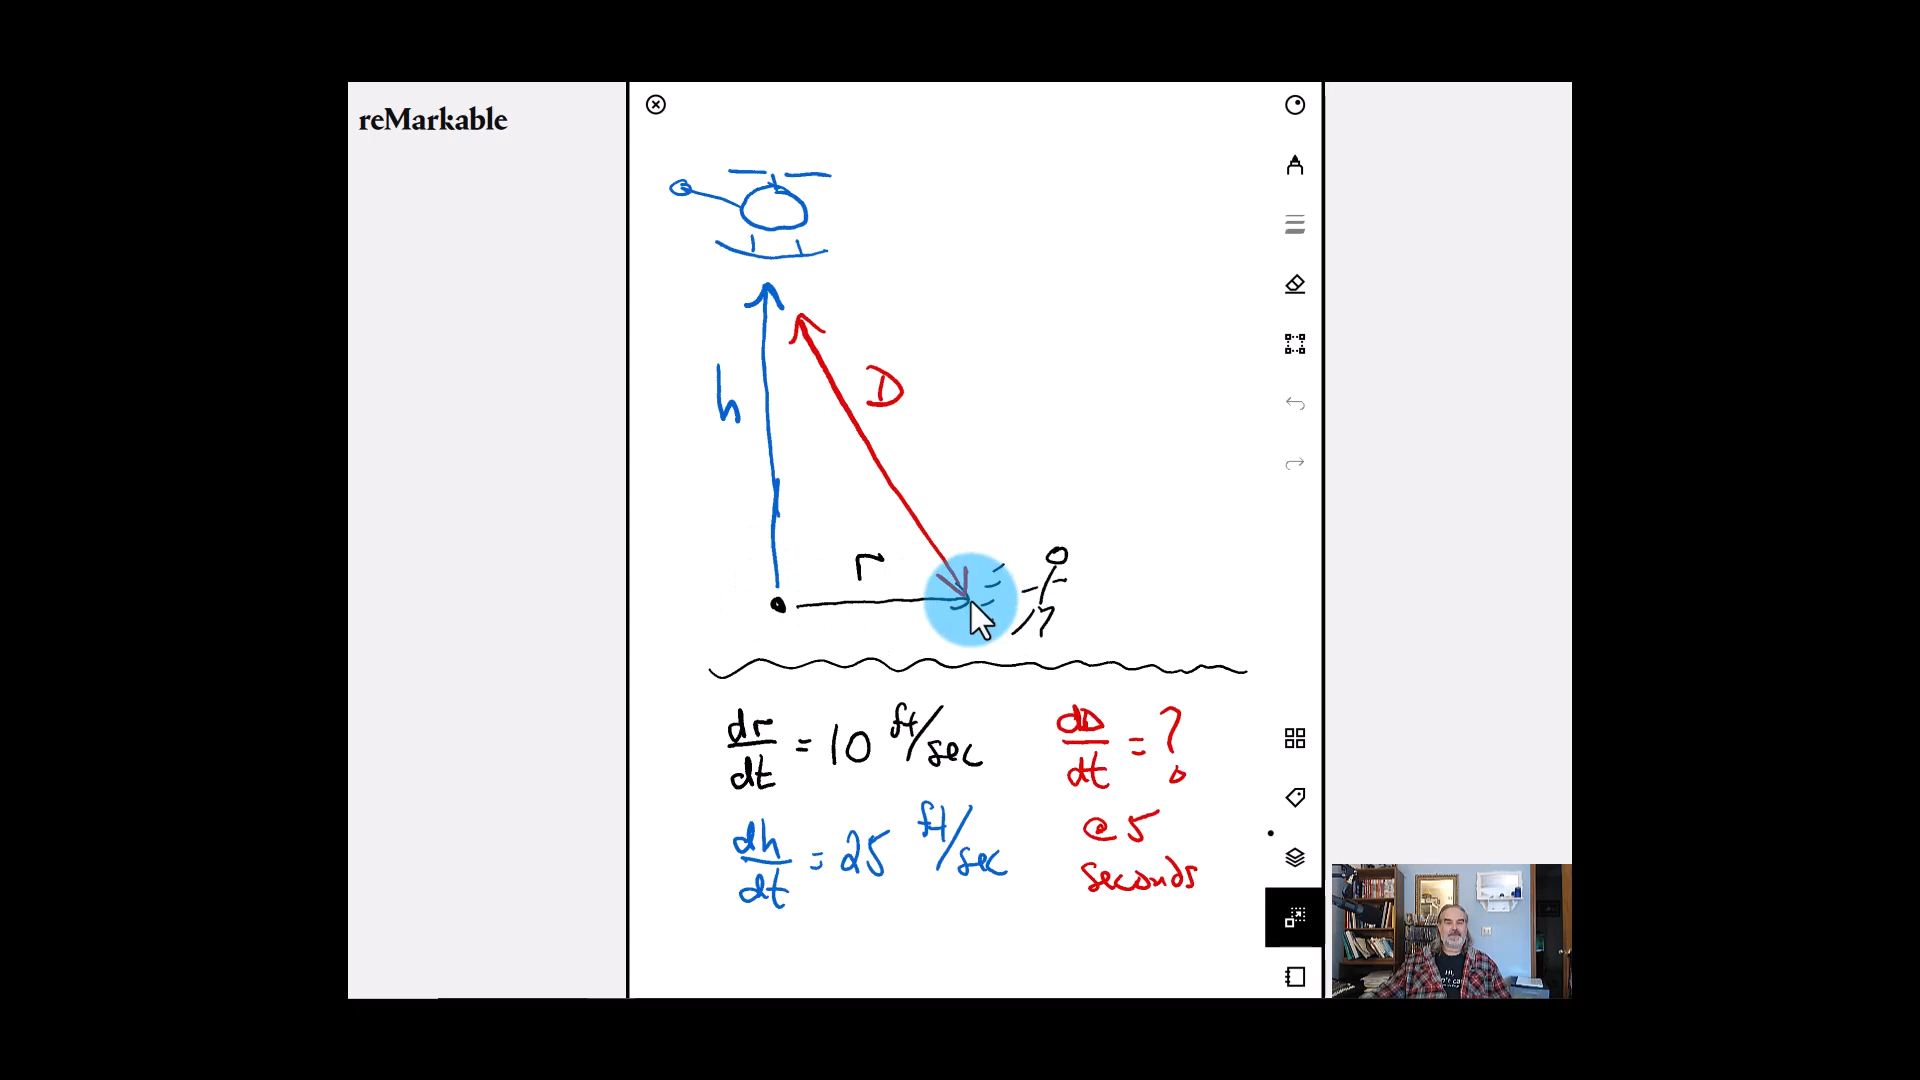 reMarkable
h
D
r
dr/dt = 10 ft/sec
dD/dt = ?
dh/dt = 25 ft/sec
@ 5
seconds